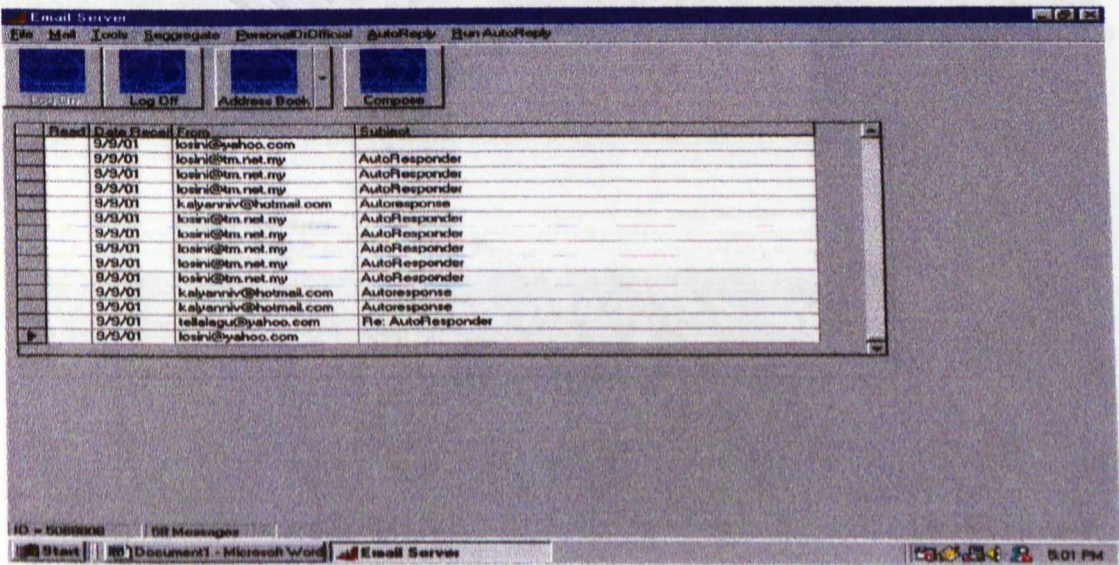 Email Server
File Mail Tools Seggregate PersonalOrOfficial AutoReply Run AutoReply
Log On Log Off Address Book Compose
Read Date Receit From Subject
9/9/01 losini@yahoo.com
9/9/01 losini@tm.net.my AutoResponder
9/9/01 losini@tm.net.my AutoResponder
9/9/01 losini@tm.net.my AutoResponder
9/9/01 kalyanniv@hotmail.com Autoresponse
9/9/01 losini@tm.net.my AutoResponder
9/9/01 losini@tm.net.my AutoResponder
9/9/01 losini@tm.net.my AutoResponder
9/9/01 losini@tm.net.my AutoResponder
9/9/01 losini@tm.net.my AutoResponder
9/9/01 kalyanniv@hotmail.com Autoresponse
9/9/01 kalyanniv@hotmail.com Autoresponse
9/9/01 tellalagu@yahoo.com Re: AutoResponder
9/9/01 losini@yahoo.com
ID = Messages
Start Document1 - Microsoft Word Email Server 5:01 PM